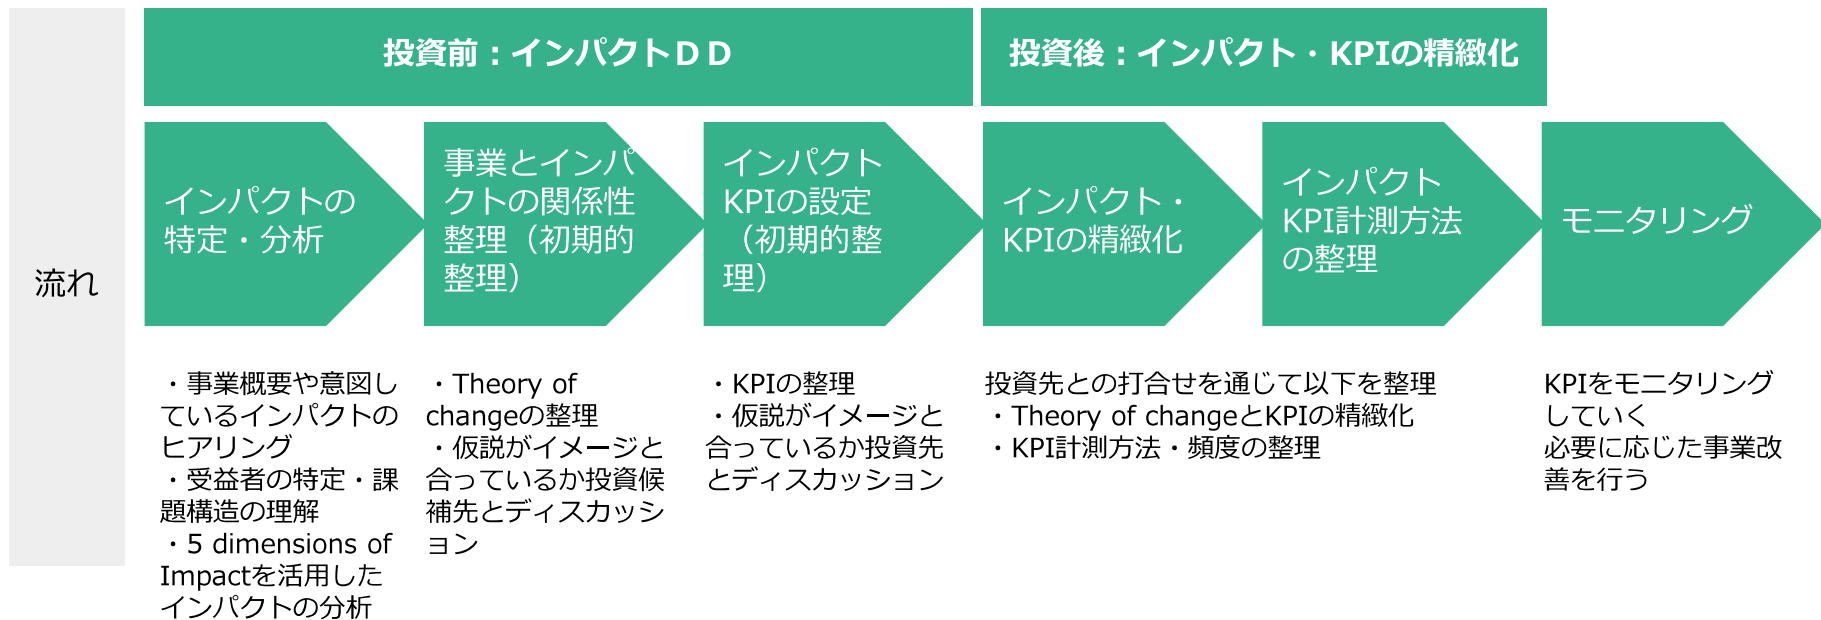 流れ
投資前：インパクトＤＤ
投資後：インパクト・KPIの精緻化
インパクトの
特定・分析
事業とインパ
クトの関係性
整理（初期的
整理）
インパクト
KPIの設定
（初期的整
理）
インパクト・
KPIの精緻化
インパクト
KPI計測方法
の整理
モニタリング
・事業概要や意図し
ているインパクトの
ヒアリング
・受益者の特定・課
題構造の理解
・5 dimensions of
Impactを活用した
インパクトの分析
・Theory of
changeの整理
・仮説がイメージと
合っているか投資候
補先とディスカッシ
ョン
・KPIの整理
・仮説がイメージと
合っているか投資先
とディスカッション
投資先との打合せを通じて以下を整理
・Theory of changeとKPIの精緻化
・KPI計測方法・頻度の整理
KPIをモニタリング
していく
必要に応じた事業改
善を行う